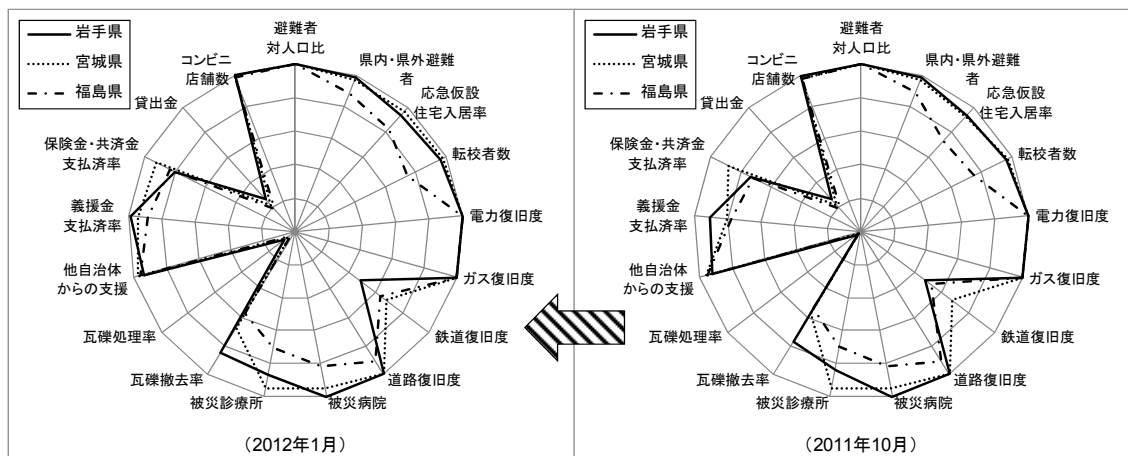 岩手県
宮城県
福島県
避難者
対人口比
県内・県外避難
者
応急仮設
住宅入居率
転校者数
電力復旧度
ガス復旧度
鉄道復旧度
道路復旧度
被災病院
被災診療所
瓦礫撤去率
瓦礫処理率
他自治体
からの支援
義援金
支払済率
保険金・共済金
支払済率
貸出金
コンビニ
店舗数
（2012年1月）
岩手県
宮城県
福島県
避難者
対人口比
県内・県外避難
者
応急仮設
住宅入居率
転校者数
電力復旧度
ガス復旧度
鉄道復旧度
道路復旧度
被災病院
被災診療所
瓦礫撤去率
瓦礫処理率
他自治体
からの支援
義援金
支払済率
保険金・共済金
支払済率
貸出金
コンビニ
店舗数
（2011年10月）